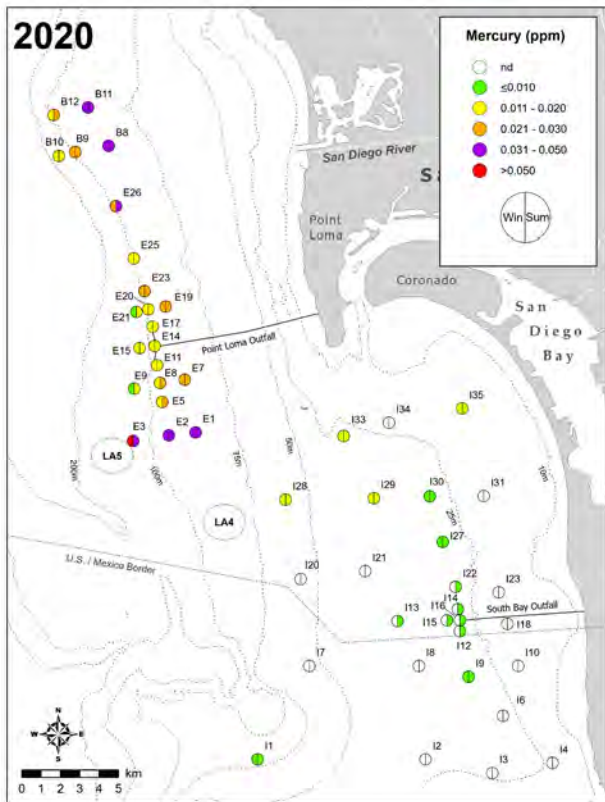 2020
Mercury (ppm)
nd
≤0.010
0.011 - 0.020
0.021 - 0.030
0.031 - 0.050
>0.050
Win Sum
B11
B12
B8
B10 B9
San Diego River
Sa
Point
Loma
Coronado
San
Diego
Bay
E26
E25
E23
E20 E19
E21
E17
E14
E15
Point Loma Outfall
E11
E9 E8 E7
E5
E3 E2 E1
LA5
LA4
200m
100m
75m
50m
25m
10m
I35
I34
I33
I30 I31
I28 I29
I27
I21
I20
U.S. / Mexico Border
I22 I23
I14
I16
South Bay Outfall
I13 I15 I18
I12
I7 I8 I10
I9
I6
I1 I2 I3 I4
N
W E
S
0 1 2 3 4 5
km